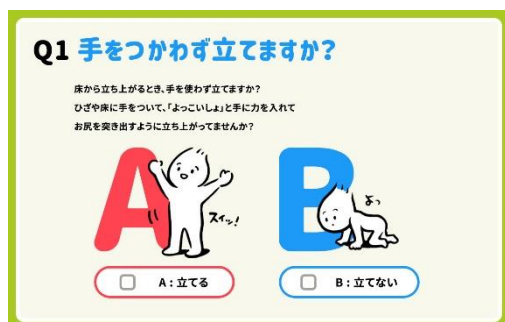 Q1 手をつかわず立てますか?
床から立ち上がるとき、手を使わず立てますか?
ひざや床に手をついて、「よっこいしょ」と手に力を入れて
お尻を突き出すように立ち上がってませんか?
A
スイッ!
B
よっ
A：立てる
B：立てない